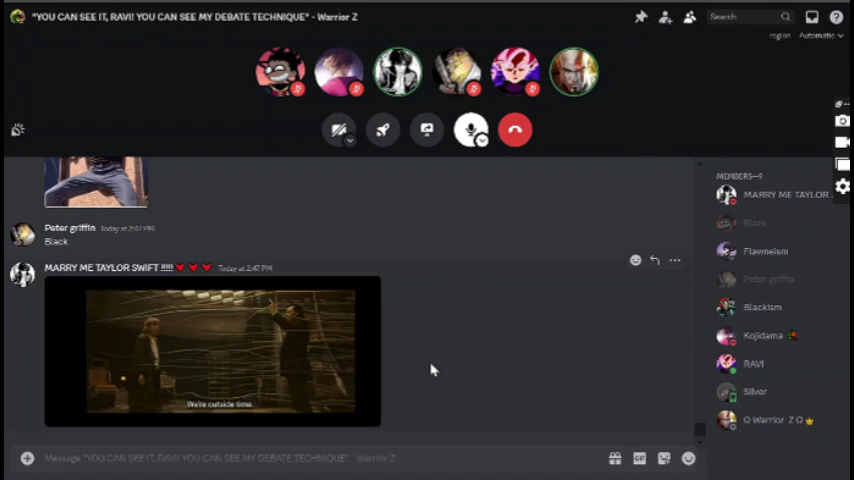 "YOU CAN SEE IT, RAVI! YOU CAN SEE MY DEBATE TECHNIQUE" - Warrior Z
Search
region Automatic
Peter griffin Today at 2:47 PM
Black
MARRY ME TAYLOR SWIFT !!!!! Today at 2:47 PM
We're outside time.
Message "YOU CAN SEE IT, RAVI! YOU CAN SEE MY DEBATE TECHNIQUE" - Warrior Z
MEMBERS—9
MARRY ME TAYLOR
Flawneism
Peter griffin
Blackism
Kojidama
RAVI
Silver
Ω Warrior Z Ω
GIF